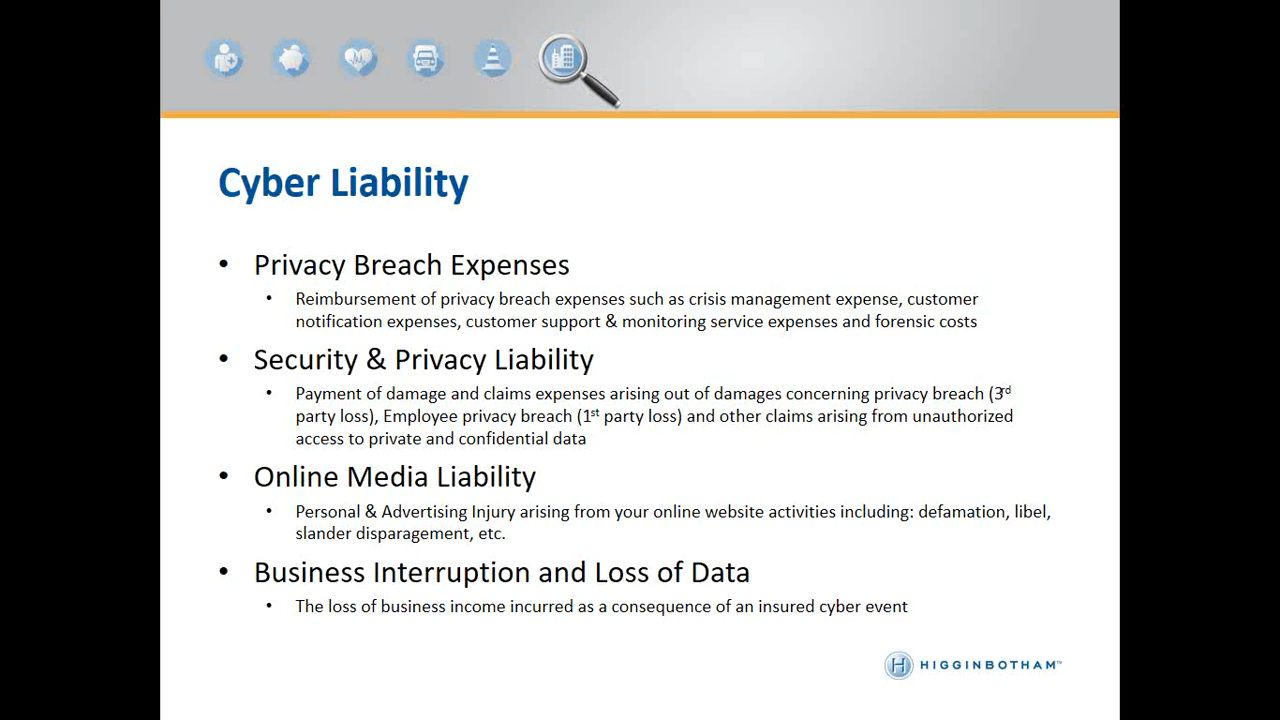 Cyber Liability
• Privacy Breach Expenses
• Reimbursement of privacy breach expenses such as crisis management expense, customer
notification expenses, customer support & monitoring service expenses and forensic costs
• Security & Privacy Liability
• Payment of damage and claims expenses arising out of damages concerning privacy breach (3rd
party loss), Employee privacy breach (1st party loss) and other claims arising from unauthorized
access to private and confidential data
• Online Media Liability
• Personal & Advertising Injury arising from your online website activities including: defamation, libel,
slander disparagement, etc.
• Business Interruption and Loss of Data
• The loss of business income incurred as a consequence of an insured cyber event
H HIGGINBOTHAM™